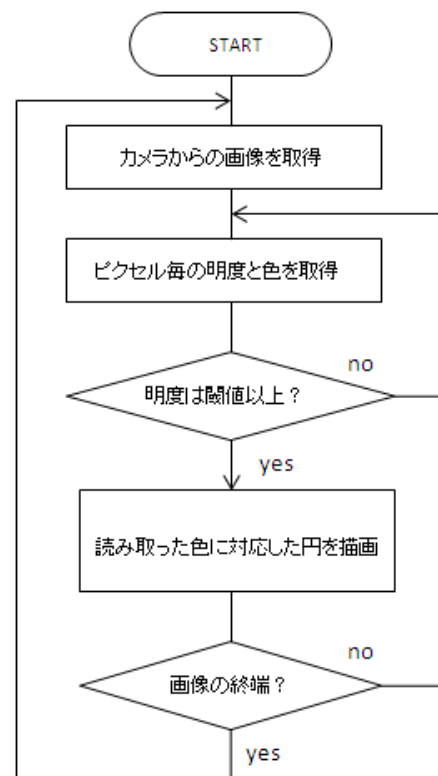 START
カメラからの画像を取得
ピクセル毎の明度と色を取得
明度は閾値以上？
no
yes
読み取った色に対応した円を描画
画像の終端？
no
yes